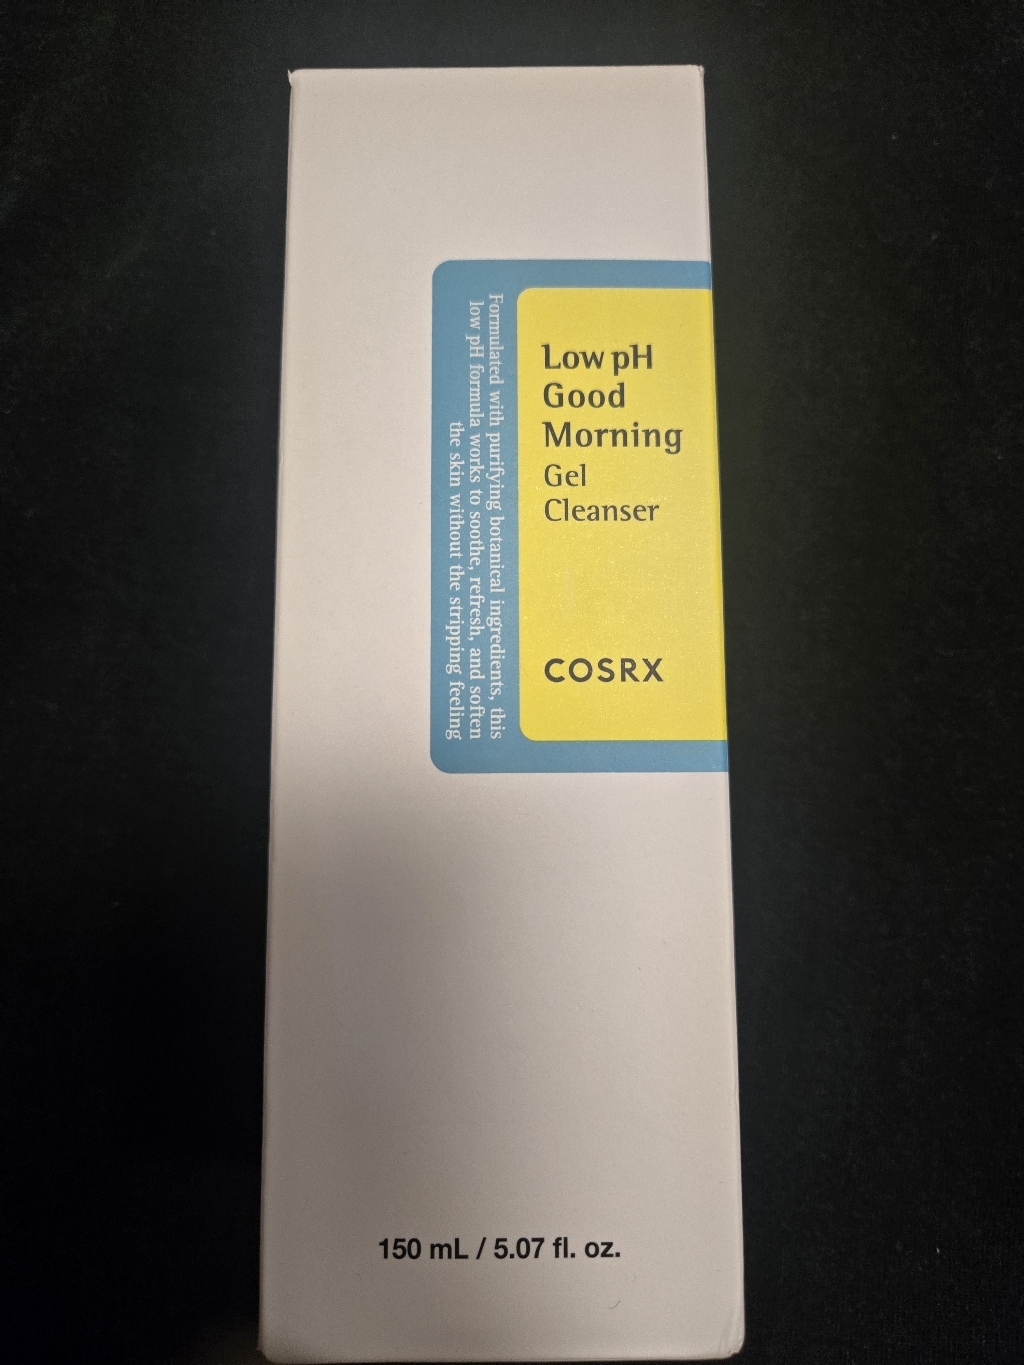 Low pH
Good
Morning
Gel
Cleanser
COSRX
Formulated with purifying botanical ingredients, this
low pH formula works to soothe, refresh, and soften
the skin without the stripping feeling
150 mL / 5.07 fl. oz.